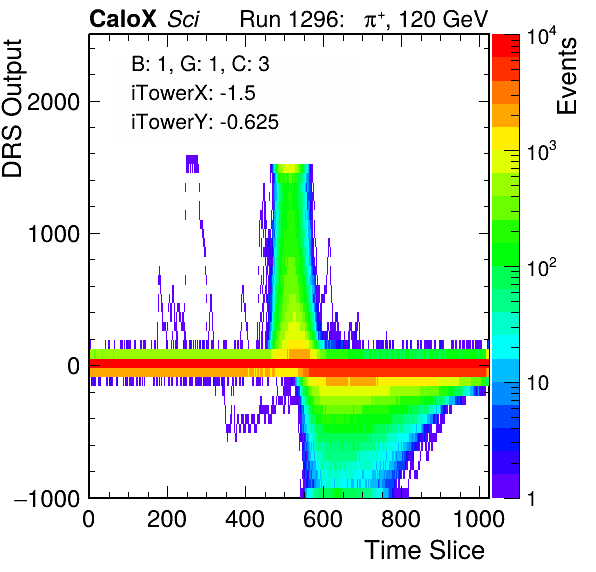 CaloX Sci Run 1296: π⁺, 120 GeV
B: 1, G: 1, C: 3
iTowerX: -1.5
iTowerY: -0.625
DRS Output
2000
1000
0
−1000
0 200 400 600 800 1000
Time Slice
Events
10⁴
10³
10²
10
1